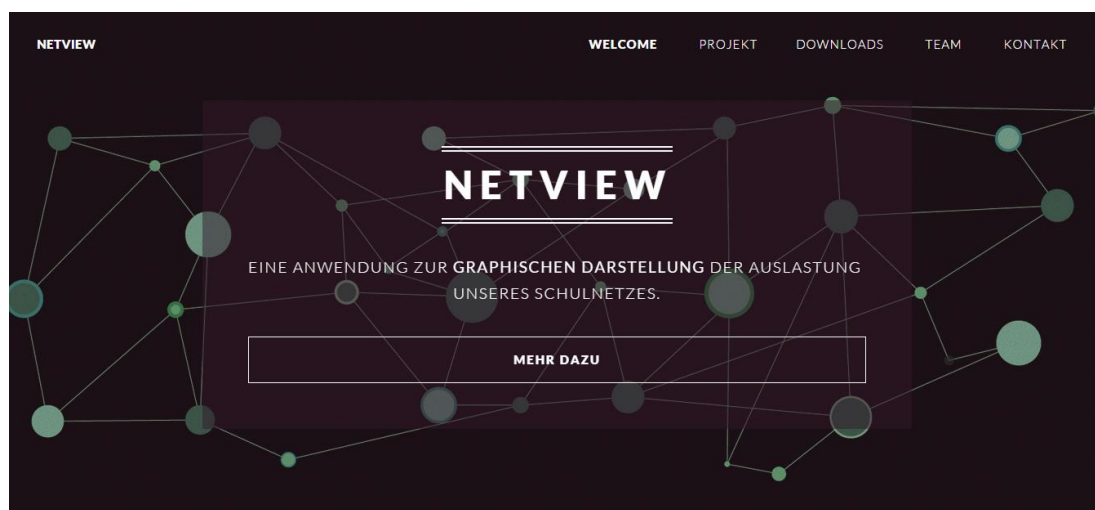 NETVIEW
WELCOME PROJEKT DOWNLOADS TEAM KONTAKT
NETVIEW
EINE ANWENDUNG ZUR GRAPHISCHEN DARSTELLUNG DER AUSLASTUNG
UNSERES SCHULNETZES.
MEHR DAZU